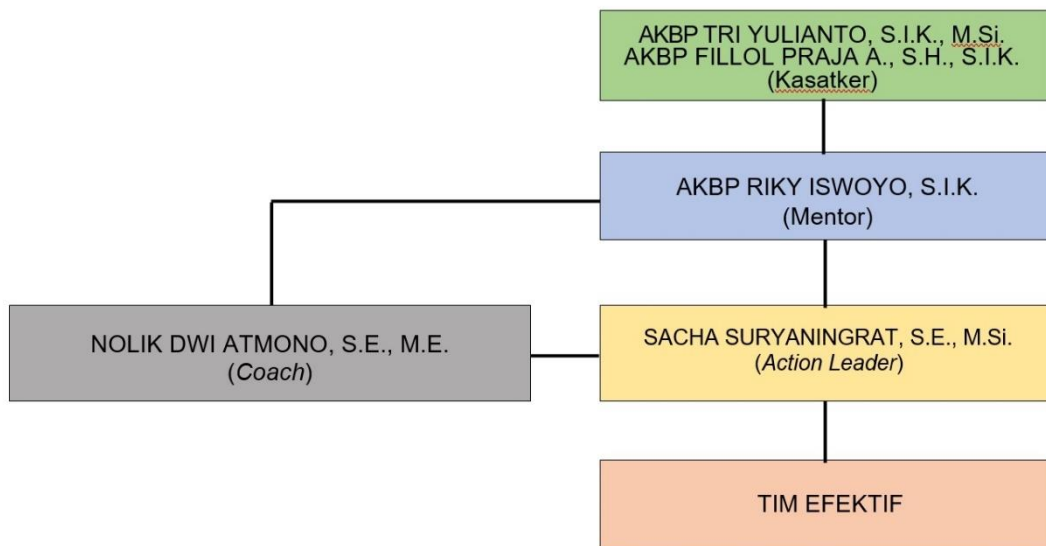 AKBP TRI YULIANTO, S.I.K., M.Si.
AKBP FILLOL PRAJA A., S.H., S.I.K.
(Kasatker)
AKBP RIKY ISWOYO, S.I.K.
(Mentor)
NOLIK DWI ATMONO, S.E., M.E.
(Coach)
SACHA SURYANINGRAT, S.E., M.Si.
(Action Leader)
TIM EFEKTIF